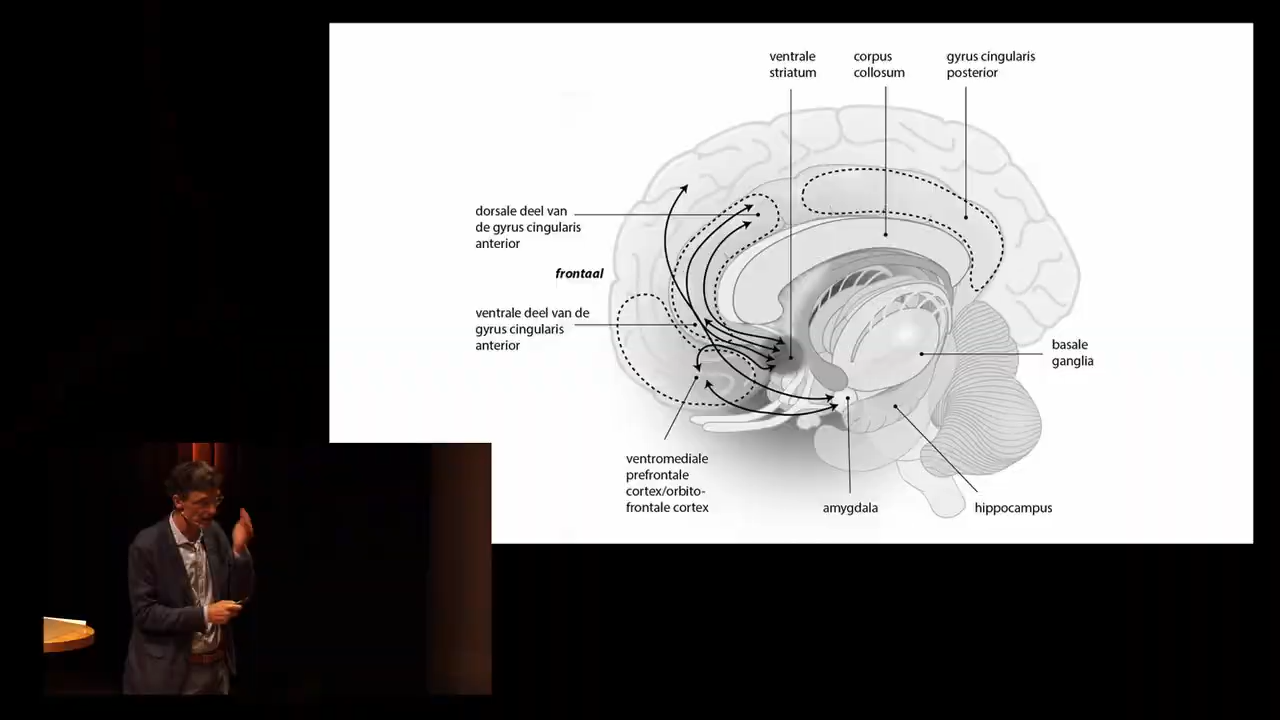 ventrale
striatum
corpus
collosum
gyrus cingularis
posterior
dorsale deel van
de gyrus cingularis
anterior
frontaal
ventrale deel van de
gyrus cingularis
anterior
basale
ganglia
ventromediale
prefrontale
cortex/orbito-
frontale cortex
amygdala
hippocampus